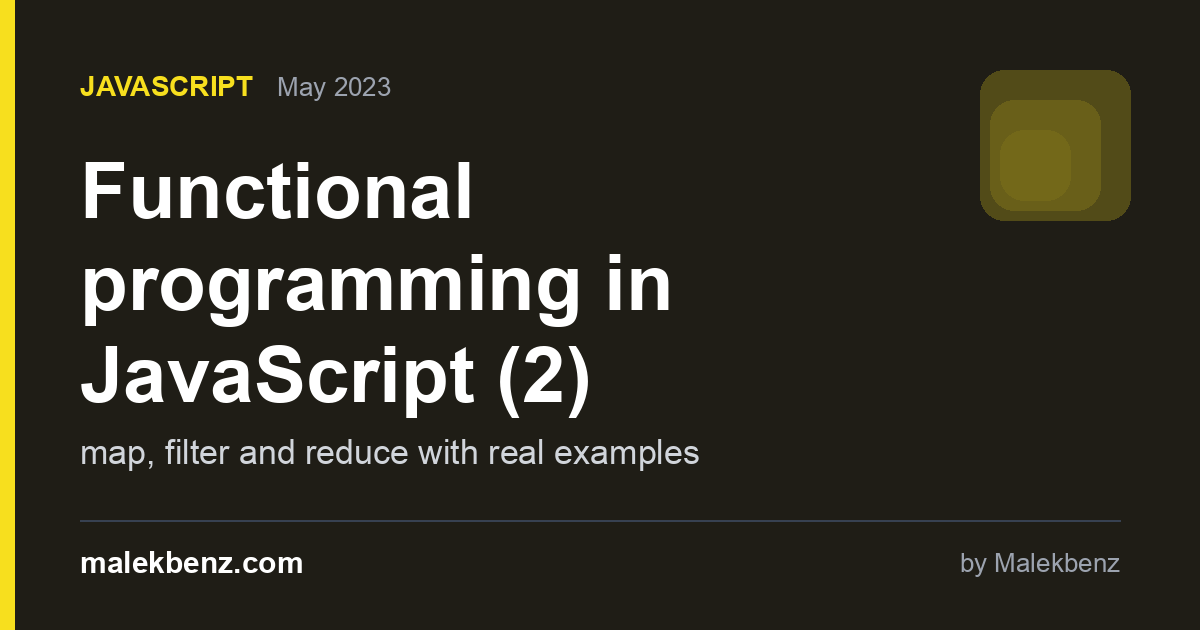 JAVASCRIPT May 2023
Functional
programming in
JavaScript (2)
map, filter and reduce with real examples
malekbenz.com
by Malekbenz